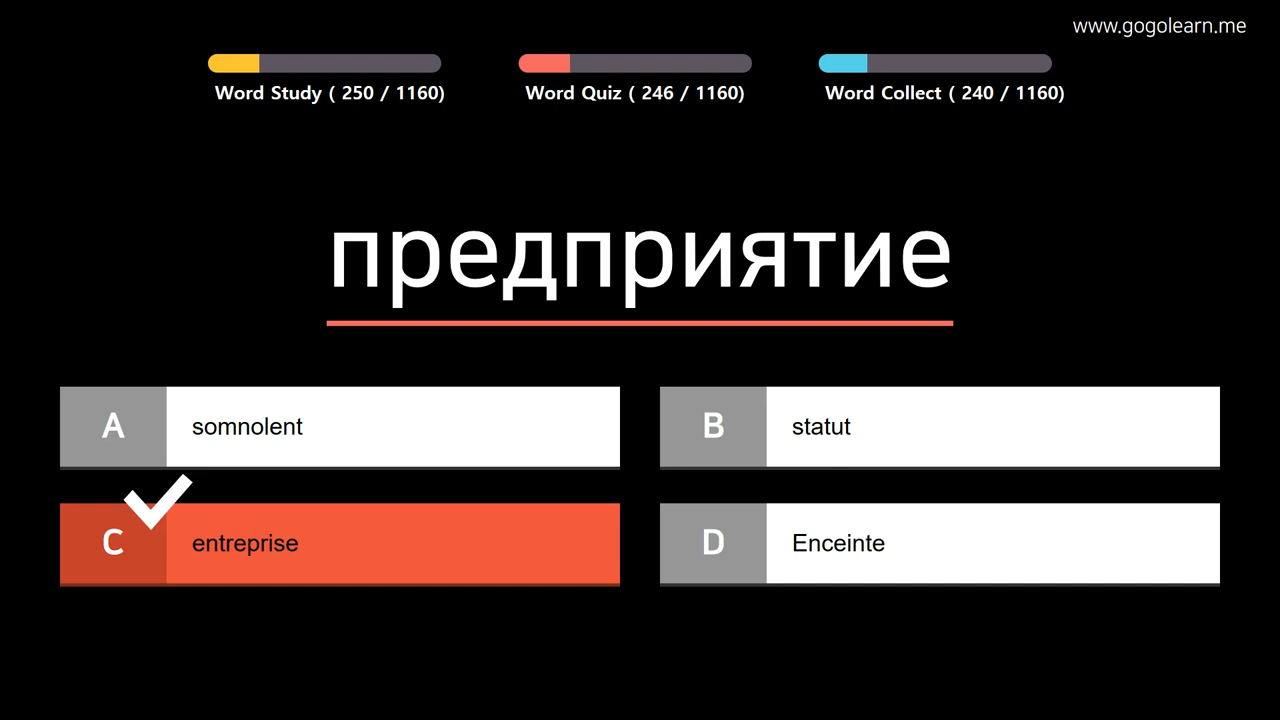 www.gogolearn.me
Word Study ( 250 / 1160)
Word Quiz ( 246 / 1160)
Word Collect ( 240 / 1160)
предприятие
A somnolent
B statut
C entreprise
D Enceinte